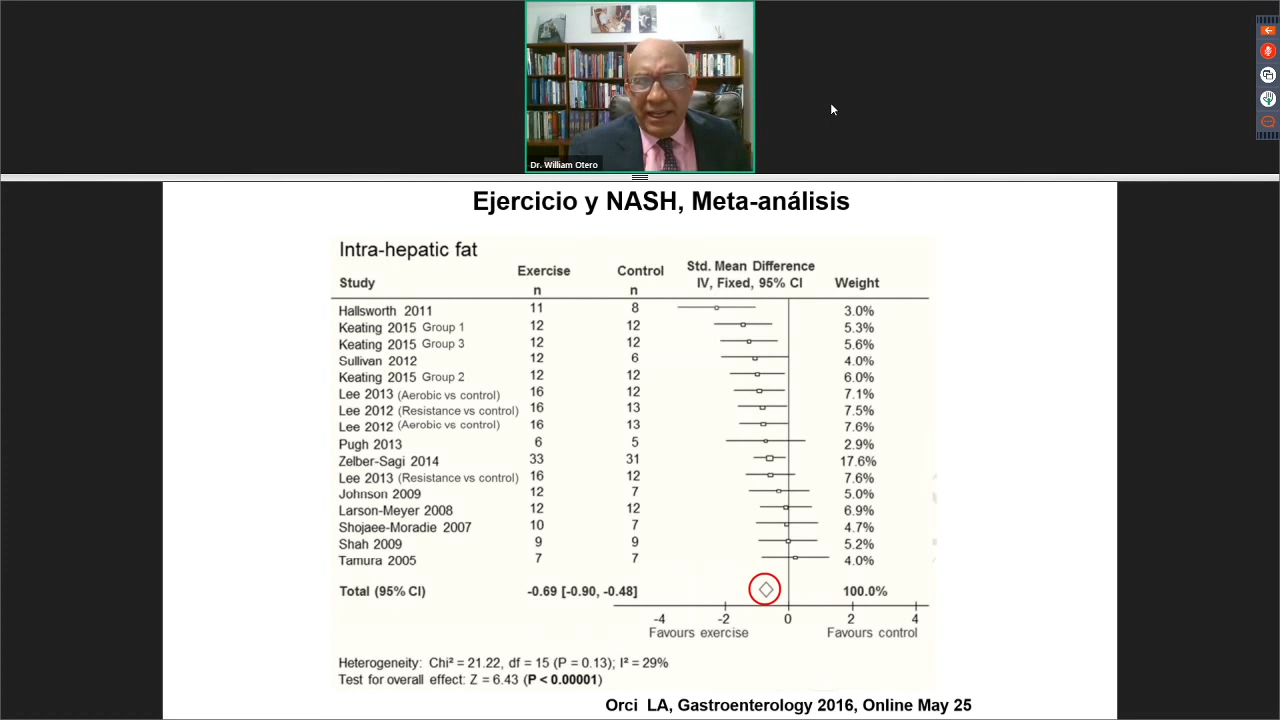 Dr. William Otero
Ejercicio y NASH, Meta-análisis
Intra-hepatic fat
Study Exercise n Control n Std. Mean Difference IV, Fixed, 95% CI Weight
Hallsworth 2011 11 8 3.0%
Keating 2015 Group 1 12 12 5.3%
Keating 2015 Group 3 12 12 5.6%
Sullivan 2012 12 6 4.0%
Keating 2015 Group 2 12 12 6.0%
Lee 2013 (Aerobic vs control) 16 12 7.1%
Lee 2012 (Resistance vs control) 16 13 7.5%
Lee 2012 (Aerobic vs control) 16 13 7.6%
Pugh 2013 6 5 2.9%
Zelber-Sagi 2014 33 31 17.6%
Lee 2013 (Resistance vs control) 16 12 7.6%
Johnson 2009 12 7 5.0%
Larson-Meyer 2008 12 12 6.9%
Shojaee-Moradie 2007 10 7 4.7%
Shah 2009 9 9 5.2%
Tamura 2005 7 7 4.0%
Total (95% CI) -0.69 [-0.90, -0.48] 100.0%
-4 -2 0 2 4
Favours exercise Favours control
Heterogeneity: Chi² = 21.22, df = 15 (P = 0.13); I² = 29%
Test for overall effect: Z = 6.43 (P < 0.00001)
Orci LA, Gastroenterology 2016, Online May 25